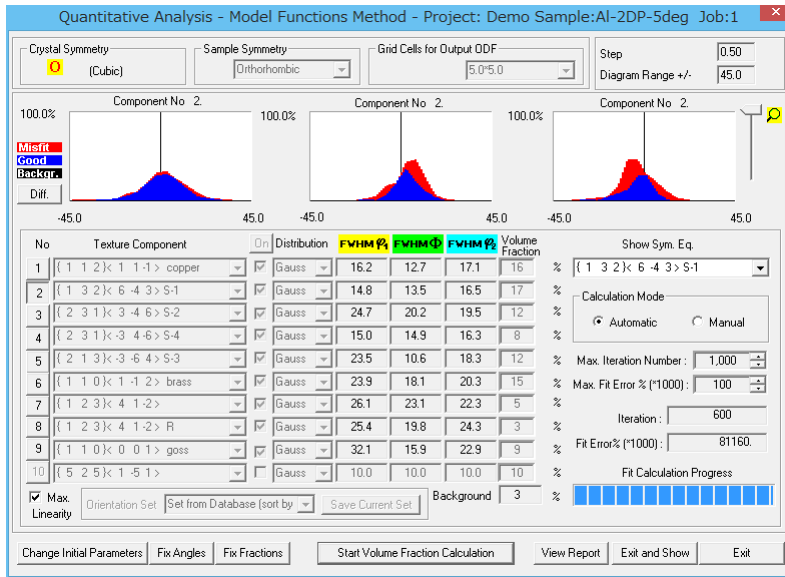 Quantitative Analysis - Model Functions Method - Project: Demo Sample:Al-2DP-5deg Job:1
Crystal Symmetry
O (Cubic)
Sample Symmetry
Orthorhombic
Grid Cells for Output ODF
5.0*5.0
Step 0.50
Diagram Range +/- 45.0
Component No 2.
Component No 2.
Component No 2.
100.0%
100.0%
100.0%
Misfit
Good
Backgr.
Diff.
-45.0 45.0 -45.0 45.0 -45.0 45.0
No Texture Component On Distribution FWHM φ1 FWHM Φ FWHM φ2 Volume Fraction
1 { 1 1 2}< 1 1 -1 > copper Gauss 16.2 12.7 17.1 16 %
2 { 1 3 2}< 6 -4 3> S-1 Gauss 14.8 13.5 16.5 17 %
3 { 2 3 1}< 3 -4 6> S-2 Gauss 24.7 20.2 19.5 12 %
4 { 2 3 1}< -3 4 -6> S-4 Gauss 15.0 14.9 16.3 8 %
5 { 2 1 3}< -3 -6 4 > S-3 Gauss 23.5 10.6 18.3 12 %
6 { 1 1 0}< 1 -1 2> brass Gauss 23.9 18.1 20.3 15 %
7 { 1 2 3}< 4 1 -2> Gauss 26.1 23.1 22.3 5 %
8 { 1 2 3}< 4 1 -2> R Gauss 25.4 19.8 24.3 3 %
9 { 1 1 0}< 0 0 1 > goss Gauss 32.1 15.9 22.9 9 %
10 { 5 2 5}< 1 -5 1 > Gauss 10.0 10.0 10.0 10 %
Background 3 %
Max. Linearity
Orientation Set
Set from Database (sort by
Save Current Set
Show Sym. Eq.
{ 1 3 2}< 6 -4 3> S-1
Calculation Mode
Automatic Manual
Max. Iteration Number : 1,000
Max. Fit Error % (*1000) : 100
Iteration : 600
Fit Error% (*1000) : 81160.
Fit Calculation Progress
Change Initial Parameters
Fix Angles
Fix Fractions
Start Volume Fraction Calculation
View Report
Exit and Show
Exit